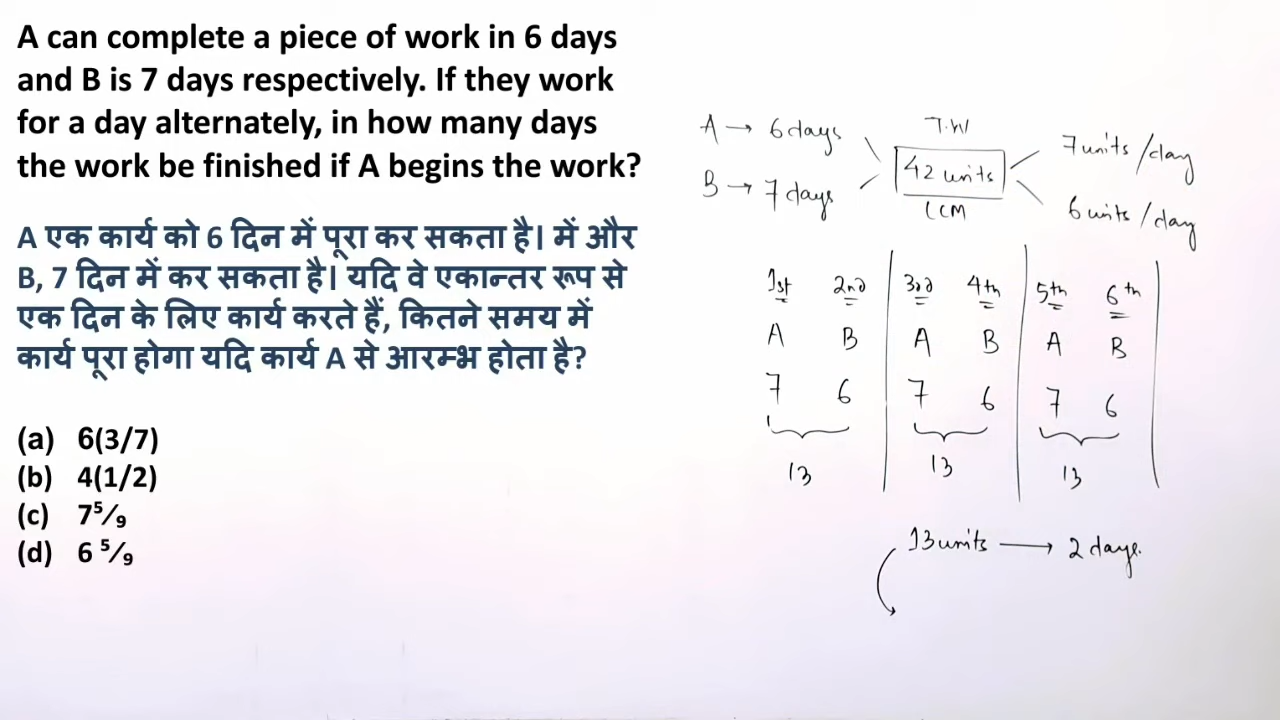 A can complete a piece of work in 6 days
and B is 7 days respectively. If they work
for a day alternately, in how many days
the work be finished if A begins the work?
A एक कार्य को 6 दिन में पूरा कर सकता है। में और
B, 7 दिन में कर सकता है। यदि वे एकान्तर रूप से
एक दिन के लिए कार्य करते हैं, कितने समय में
कार्य पूरा होगा यदि कार्य A से आरम्भ होता है?
(a) 6(3/7)
(b) 4(1/2)
(c) 7⁵/₉
(d) 6 ⁵/₉
A → 6 days
B → 7 days
T.W
42 units
LCM
7 units /day
6 units /day
1st 2nd 3rd 4th 5th 6th
A B A B A B
7 6 7 6 7 6
13 13 13
13 units → 2 days.